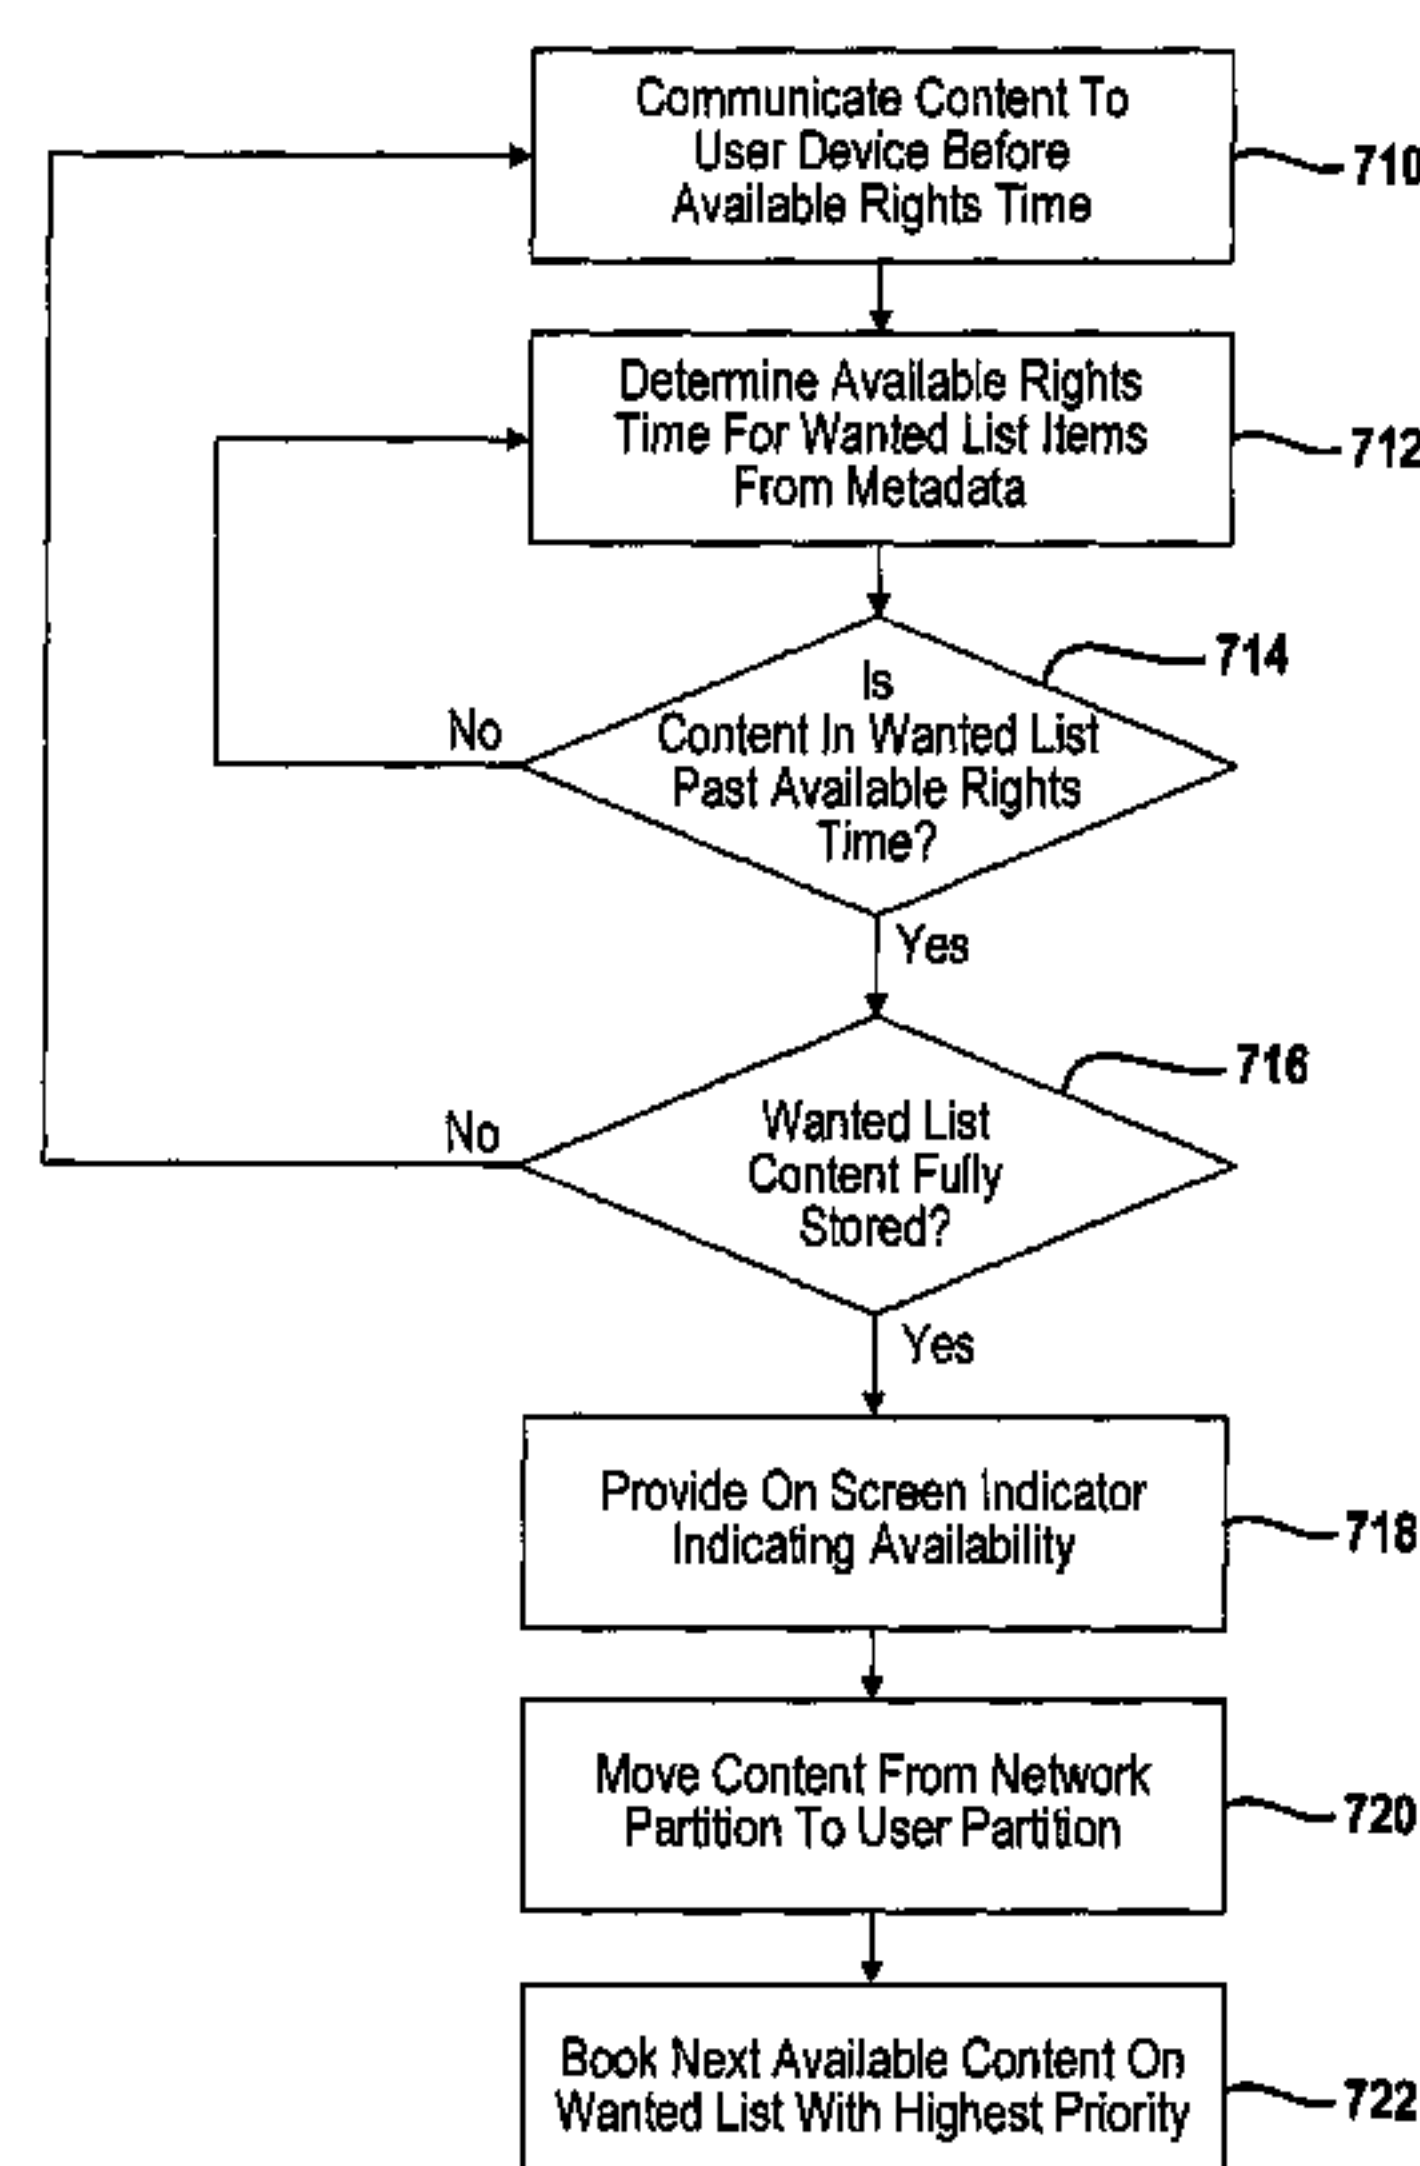 Communicate Content To
User Device Before
Available Rights Time
710
Determine Available Rights
Time For Wanted List Items
From Metadata
712
714
Is
Content In Wanted List
Past Available Rights
Time?
No
Yes
716
Wanted List
Content Fully
Stored?
No
Yes
Provide On Screen Indicator
Indicating Availability
718
Move Content From Network
Partition To User Partition
720
Book Next Available Content On
Wanted List With Highest Priority
722